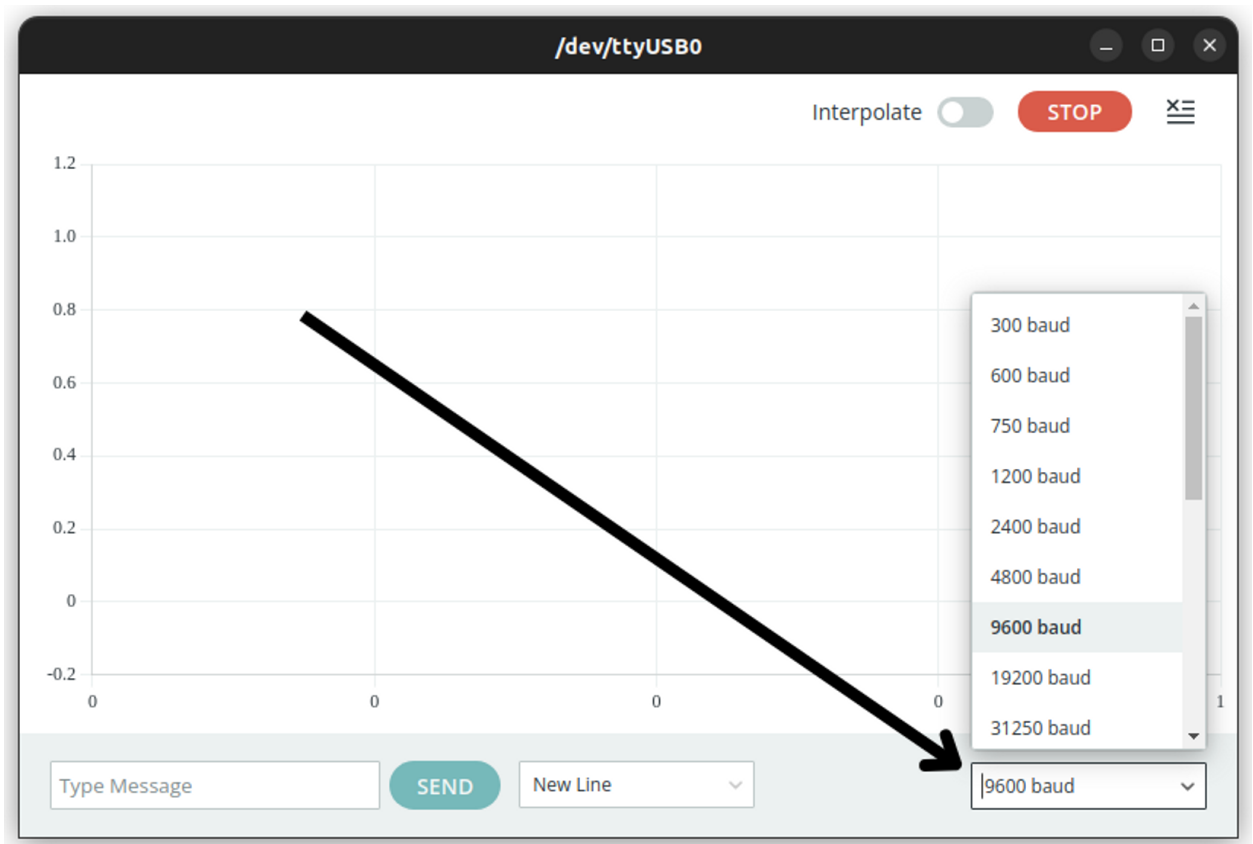 /dev/ttyUSB0
Interpolate STOP
1.2
1.0
0.8
0.6
0.4
0.2
0
-0.2
0 0 0 0 1
300 baud
600 baud
750 baud
1200 baud
2400 baud
4800 baud
9600 baud
19200 baud
31250 baud
Type Message SEND New Line 9600 baud